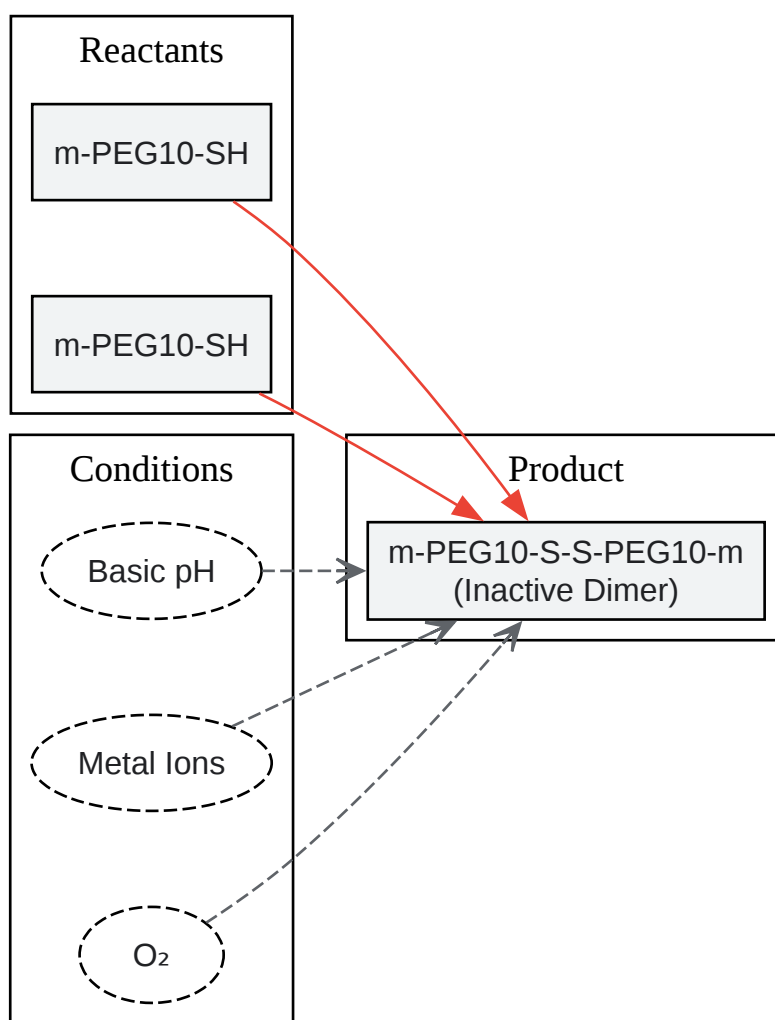 Reactants
m-PEG10-SH
m-PEG10-SH
Conditions
Product
Basic pH
m-PEG10-S-S-PEG10-m
(Inactive Dimer)
Metal Ions
O₂